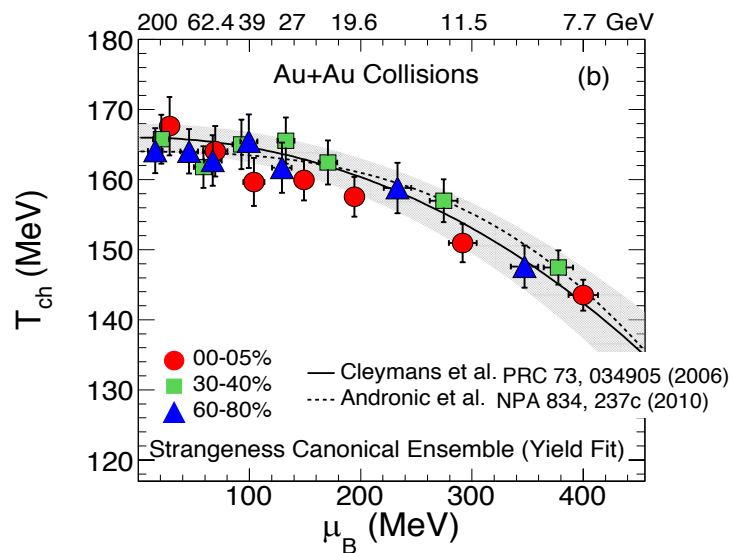 200 62.4 39 27 19.6 11.5 7.7 GeV
180
Au+Au Collisions (b)
170
160
150
140
130
120
T_ch (MeV)
00-05%
30-40%
60-80%
Cleymans et al. PRC 73, 034905 (2006)
Andronic et al. NPA 834, 237c (2010)
Strangeness Canonical Ensemble (Yield Fit)
100 200 300 400
μ_B (MeV)